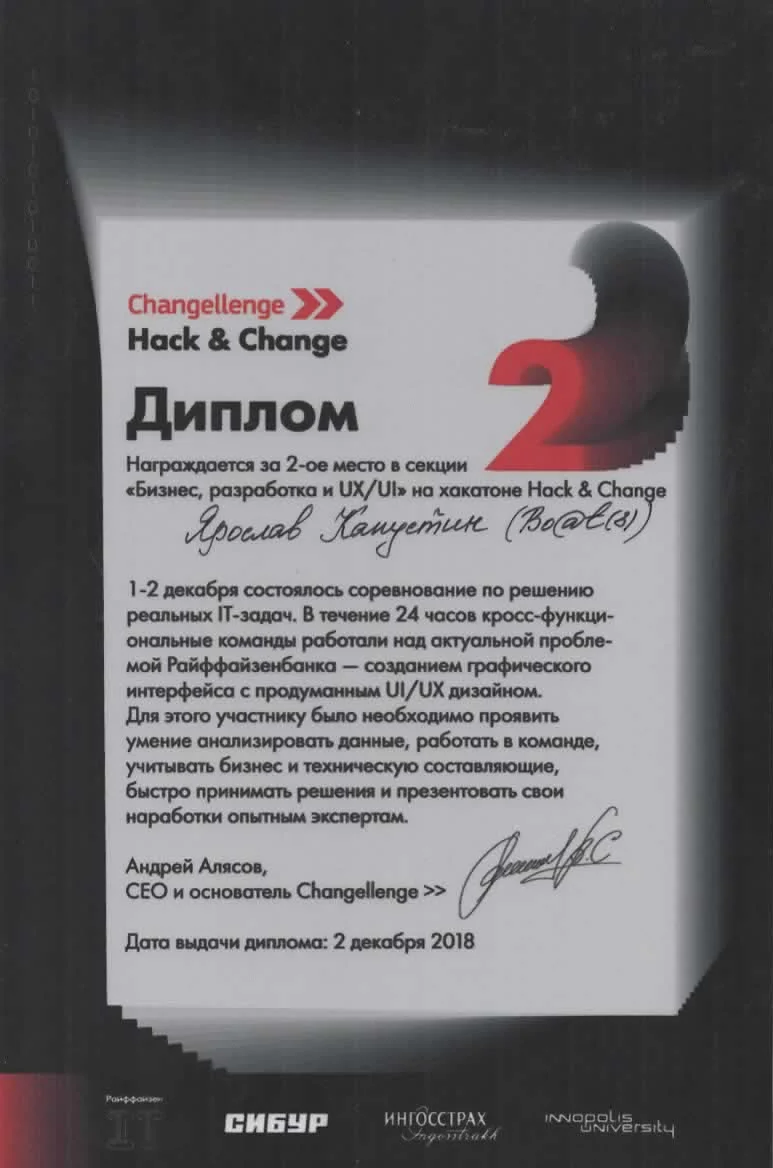 Changellenge >>
Hack & Change
2
Диплом
Награждается за 2-ое место в секции
«Бизнес, разработка и UX/UI» на хакатоне Hack & Change
Ярослав Капустин
1-2 декабря состоялось соревнование по решению
реальных IT-задач. В течение 24 часов кросс-функци-
ональные команды работали над актуальной пробле-
мой Райффайзенбанка — созданием графического
интерфейса с продуманным UI/UX дизайном.
Для этого участнику было необходимо проявить
умение анализировать данные, работать в команде,
учитывать бизнес и техническую составляющие,
быстро принимать решения и презентовать свои
наработки опытным экспертам.
Андрей Алясов,
CEO и основатель Changellenge >>
Дата выдачи диплома: 2 декабря 2018
Райффайзен
IT
СИБУР
ИНГОССТРАХ
Ingosstrakh
INNOPOLIS
UNIVERSITY